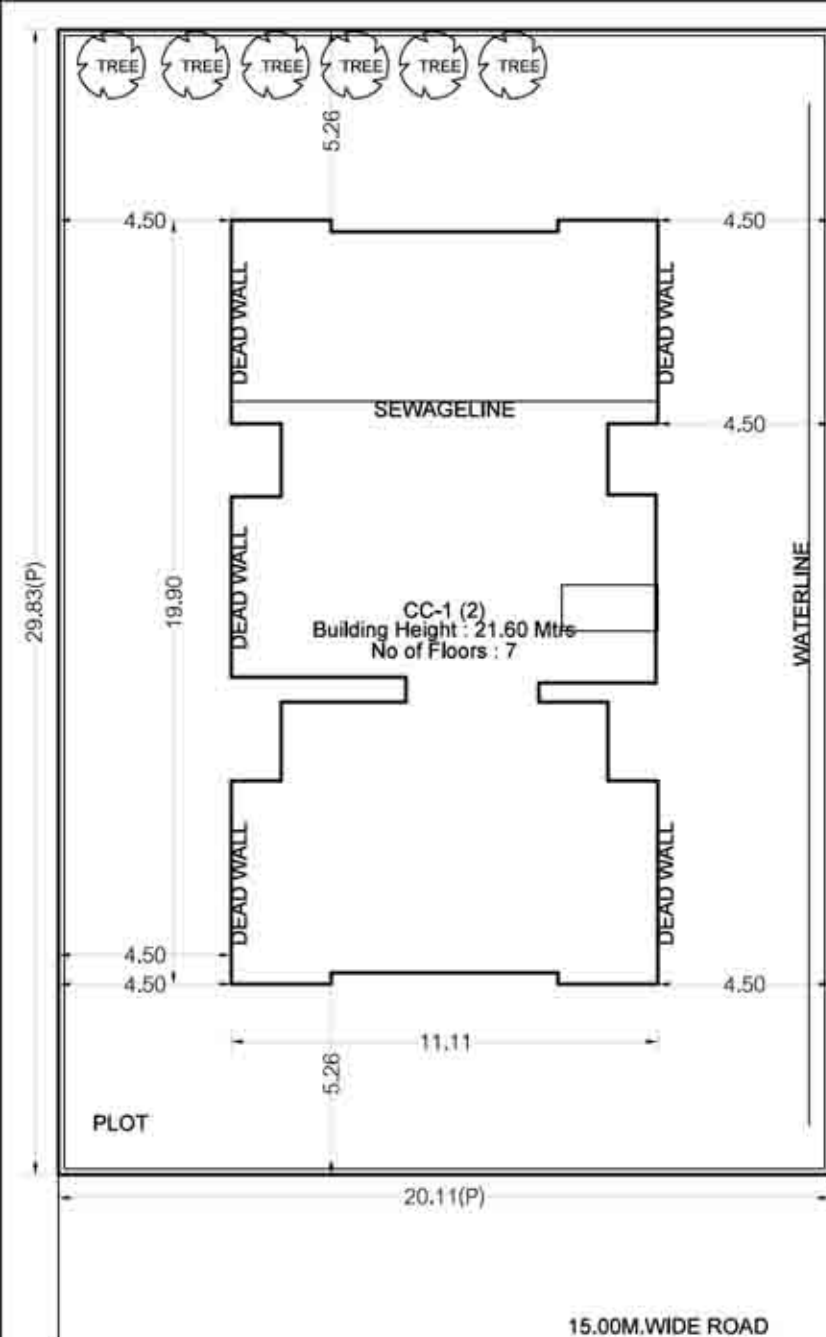 TREE TREE TREE TREE TREE TREE
5.26
4.50 4.50
DEAD WALL DEAD WALL
SEWAGELINE
4.50
29.83(P)
19.90
DEAD WALL
WATERLINE
CC-1 (2)
Building Height : 21.60 Mtrs
No of Floors : 7
DEAD WALL DEAD WALL
4.50
4.50 4.50
11.11
5.26
PLOT
20.11(P)
15.00M.WIDE ROAD